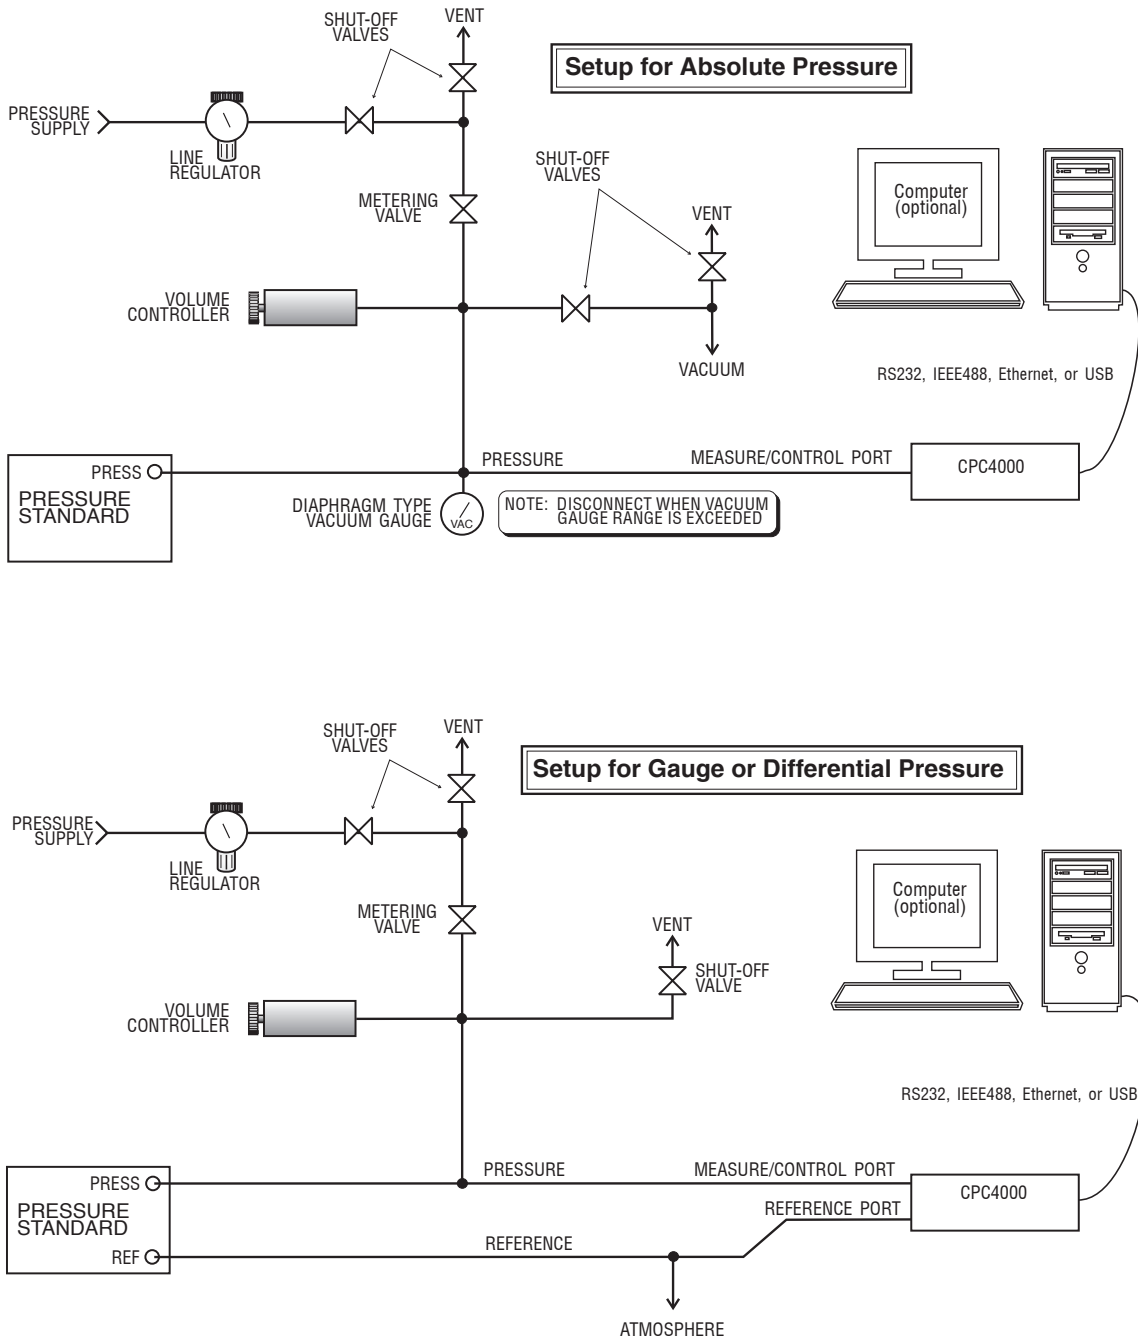 SHUT-OFF
VALVES
VENT
Setup for Absolute Pressure
PRESSURE
SUPPLY
LINE
REGULATOR
SHUT-OFF
VALVES
METERING
VALVE
VENT
Computer
(optional)
VOLUME
CONTROLLER
VACUUM
RS232, IEEE488, Ethernet, or USB
PRESS
PRESSURE
MEASURE/CONTROL PORT
CPC4000
PRESSURE
STANDARD
DIAPHRAGM TYPE
VACUUM GAUGE
VAC
NOTE: DISCONNECT WHEN VACUUM
GAUGE RANGE IS EXCEEDED
SHUT-OFF
VALVES
VENT
Setup for Gauge or Differential Pressure
PRESSURE
SUPPLY
LINE
REGULATOR
METERING
VALVE
VENT
Computer
(optional)
SHUT-OFF
VALVE
VOLUME
CONTROLLER
RS232, IEEE488, Ethernet, or USB
PRESS
PRESSURE
MEASURE/CONTROL PORT
CPC4000
PRESSURE
STANDARD
REFERENCE PORT
REF
REFERENCE
ATMOSPHERE